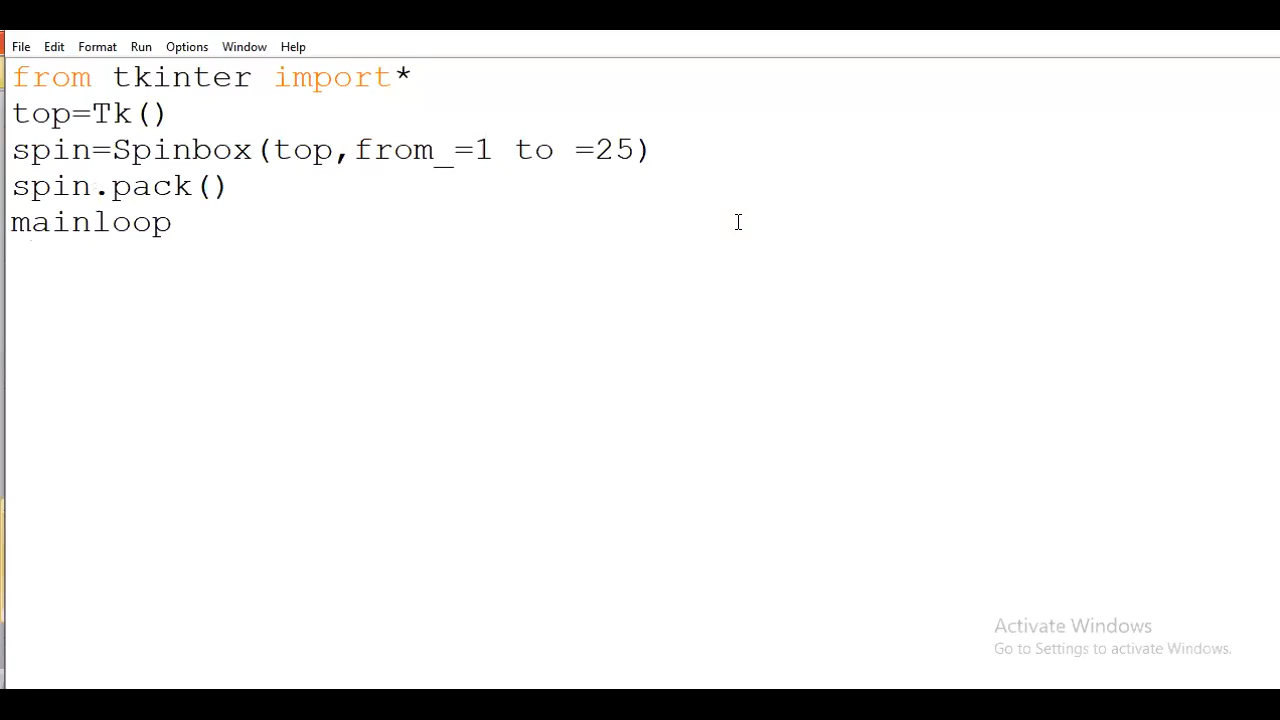 File Edit Format Run Options Window Help
from tkinter import*
top=Tk()
spin=Spinbox(top,from_=1 to =25)
spin.pack()
mainloop
Activate Windows
Go to Settings to activate Windows.